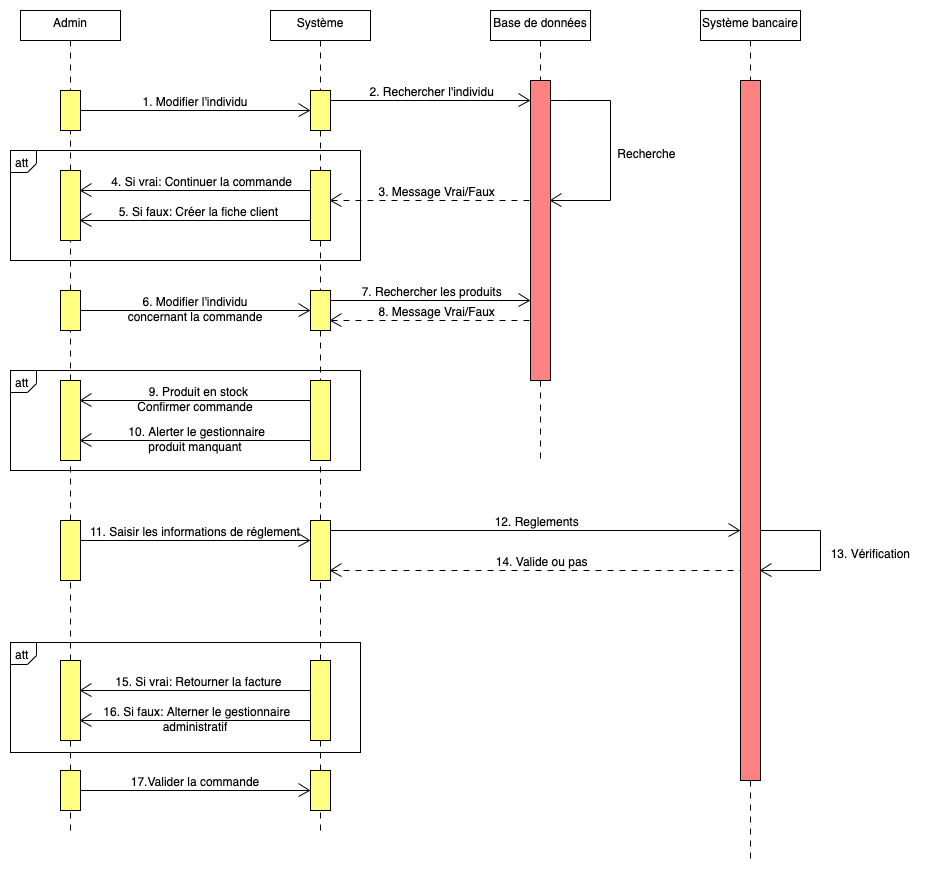 Admin
Système
Base de données
Système bancaire
1. Modifier l'individu
2. Rechercher l'individu
Recherche
att
4. Si vrai: Continuer la commande
3. Message Vrai/Faux
5. Si faux: Créer la fiche client
6. Modifier l'individu
concernant la commande
7. Rechercher les produits
8. Message Vrai/Faux
att
9. Produit en stock
Confirmer commande
10. Alerter le gestionnaire
produit manquant
11. Saisir les informations de réglement
12. Reglements
13. Vérification
14. Valide ou pas
att
15. Si vrai: Retourner la facture
16. Si faux: Alterner le gestionnaire
administratif
17.Valider la commande